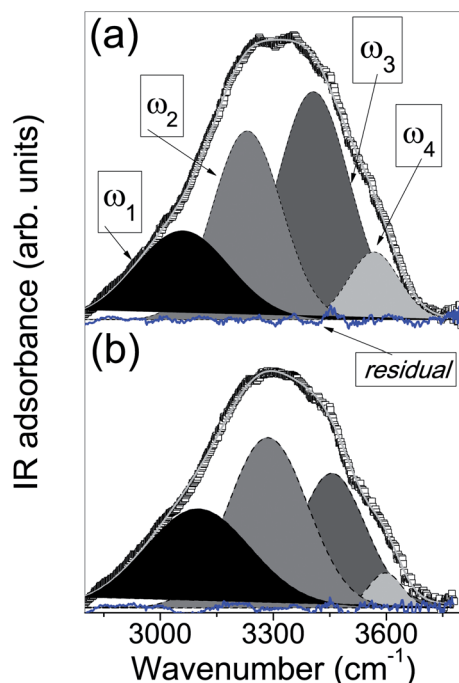 (a)
ω3
ω2
ω4
ω1
residual
(b)
IR adsorbance (arb. units)
3000 3300 3600
Wavenumber (cm-1)